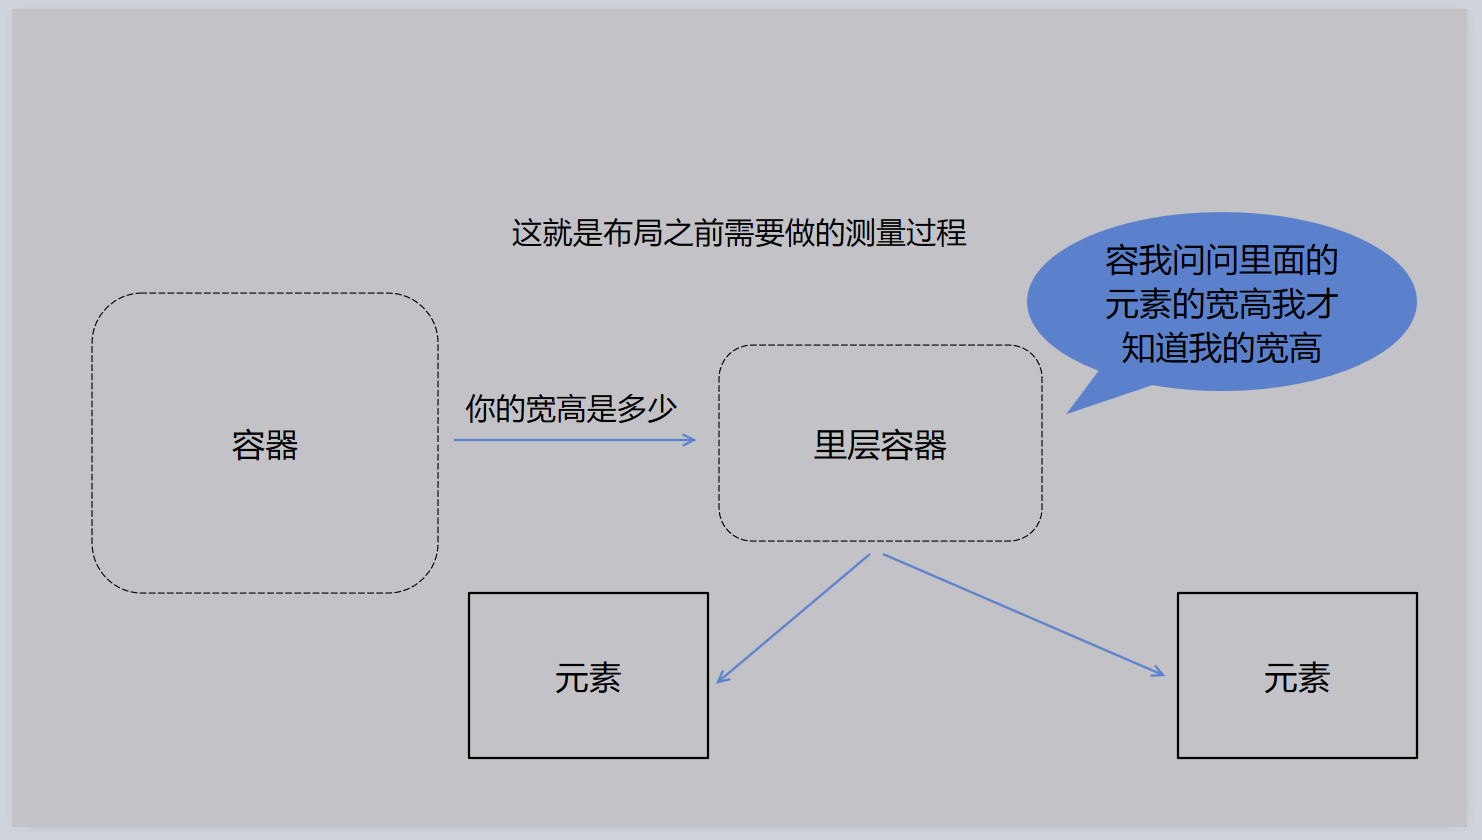 这就是布局之前需要做的测量过程
容我问问里面的
元素的宽高我才
知道我的宽高
你的宽高是多少
容器
里层容器
元素
元素